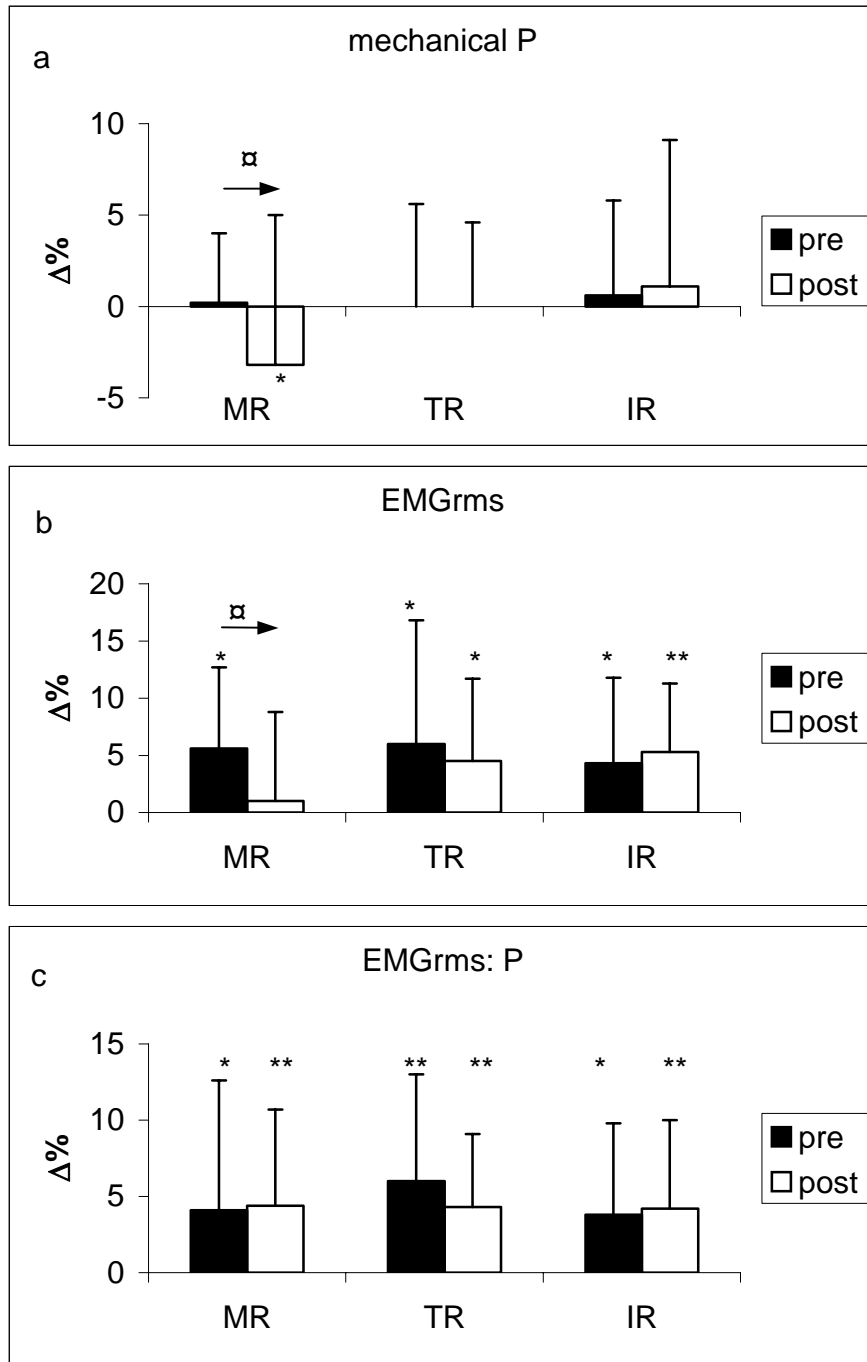 mechanical P
a
10
¤
5
Δ%
0
-5
*
MR TR IR
pre
post
EMGrms
b
20
¤
*
15
* * * **
10
Δ%
5
0
MR TR IR
pre
post
EMGrms: P
c
15
* ** ** ** * **
10
Δ%
5
0
MR TR IR
pre
post